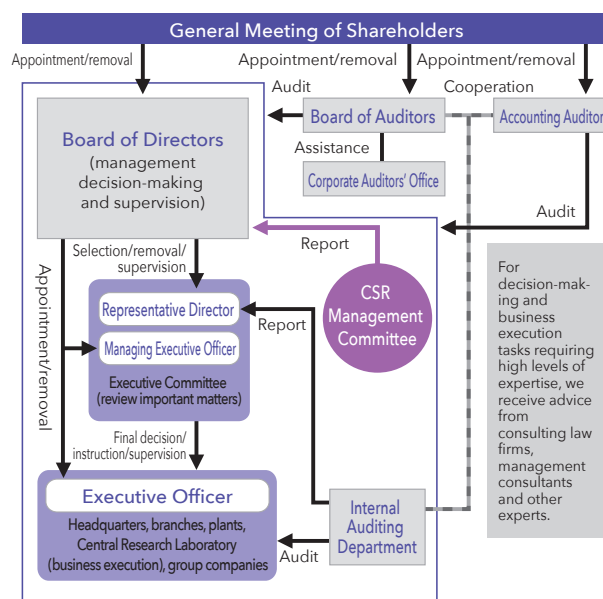 General Meeting of Shareholders
Appointment/removal
Appointment/removal
Appointment/removal
Audit
Cooperation
Board of Directors
(management
decision-making
and supervision)
Board of Auditors
Accounting Auditor
Assistance
Corporate Auditors' Office
Audit
Report
Selection/removal/
supervision
Appointment/removal
CSR
Management
Committee
For
decision-mak-
ing and
business
execution
tasks requiring
high levels of
expertise, we
receive advice
from
consulting law
firms,
management
consultants
and other
experts.
Representative Director
Report
Managing Executive Officer
Executive Committee
(review important matters)
Final decision/
instruction/supervision
Executive Officer
Headquarters, branches, plants,
Central Research Laboratory
(business execution), group companies
Internal
Auditing
Department
Audit